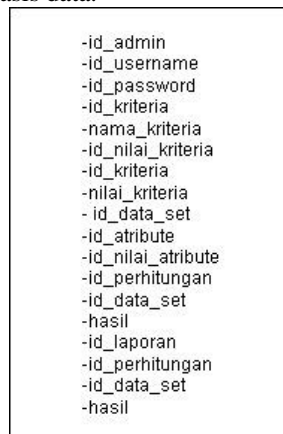 -id_admin
-id_username
-id_password
-id_kriteria
-nama_kriteria
-id_nilai_kriteria
-id_kriteria
-nilai_kriteria
- id_data_set
-id_atribute
-id_nilai_atribute
-id_perhitungan
-id_data_set
-hasil
-id_laporan
-id_perhitungan
-id_data_set
-hasil